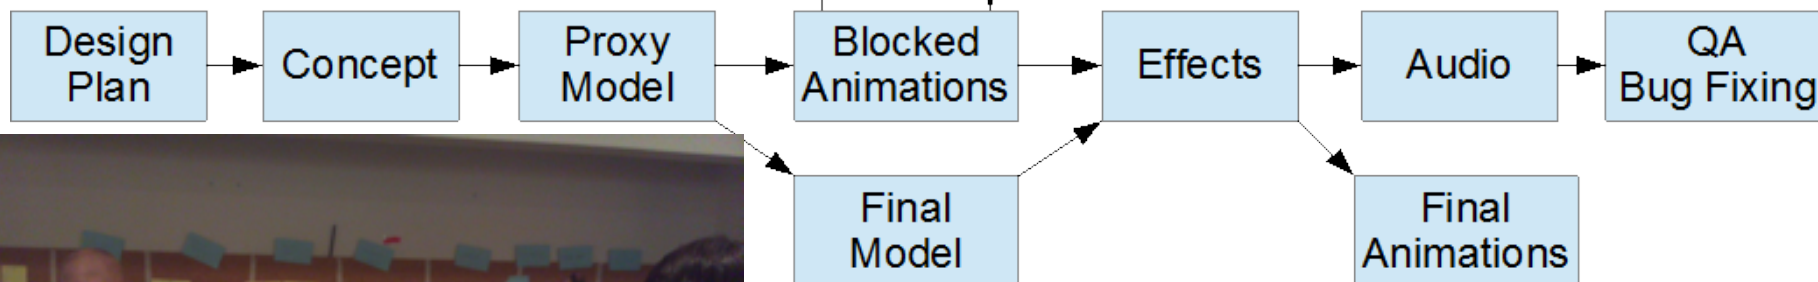 Design
Plan
Concept
Proxy
Model
Blocked
Animations
Effects
Audio
QA
Bug Fixing
Final
Model
Final
Animations